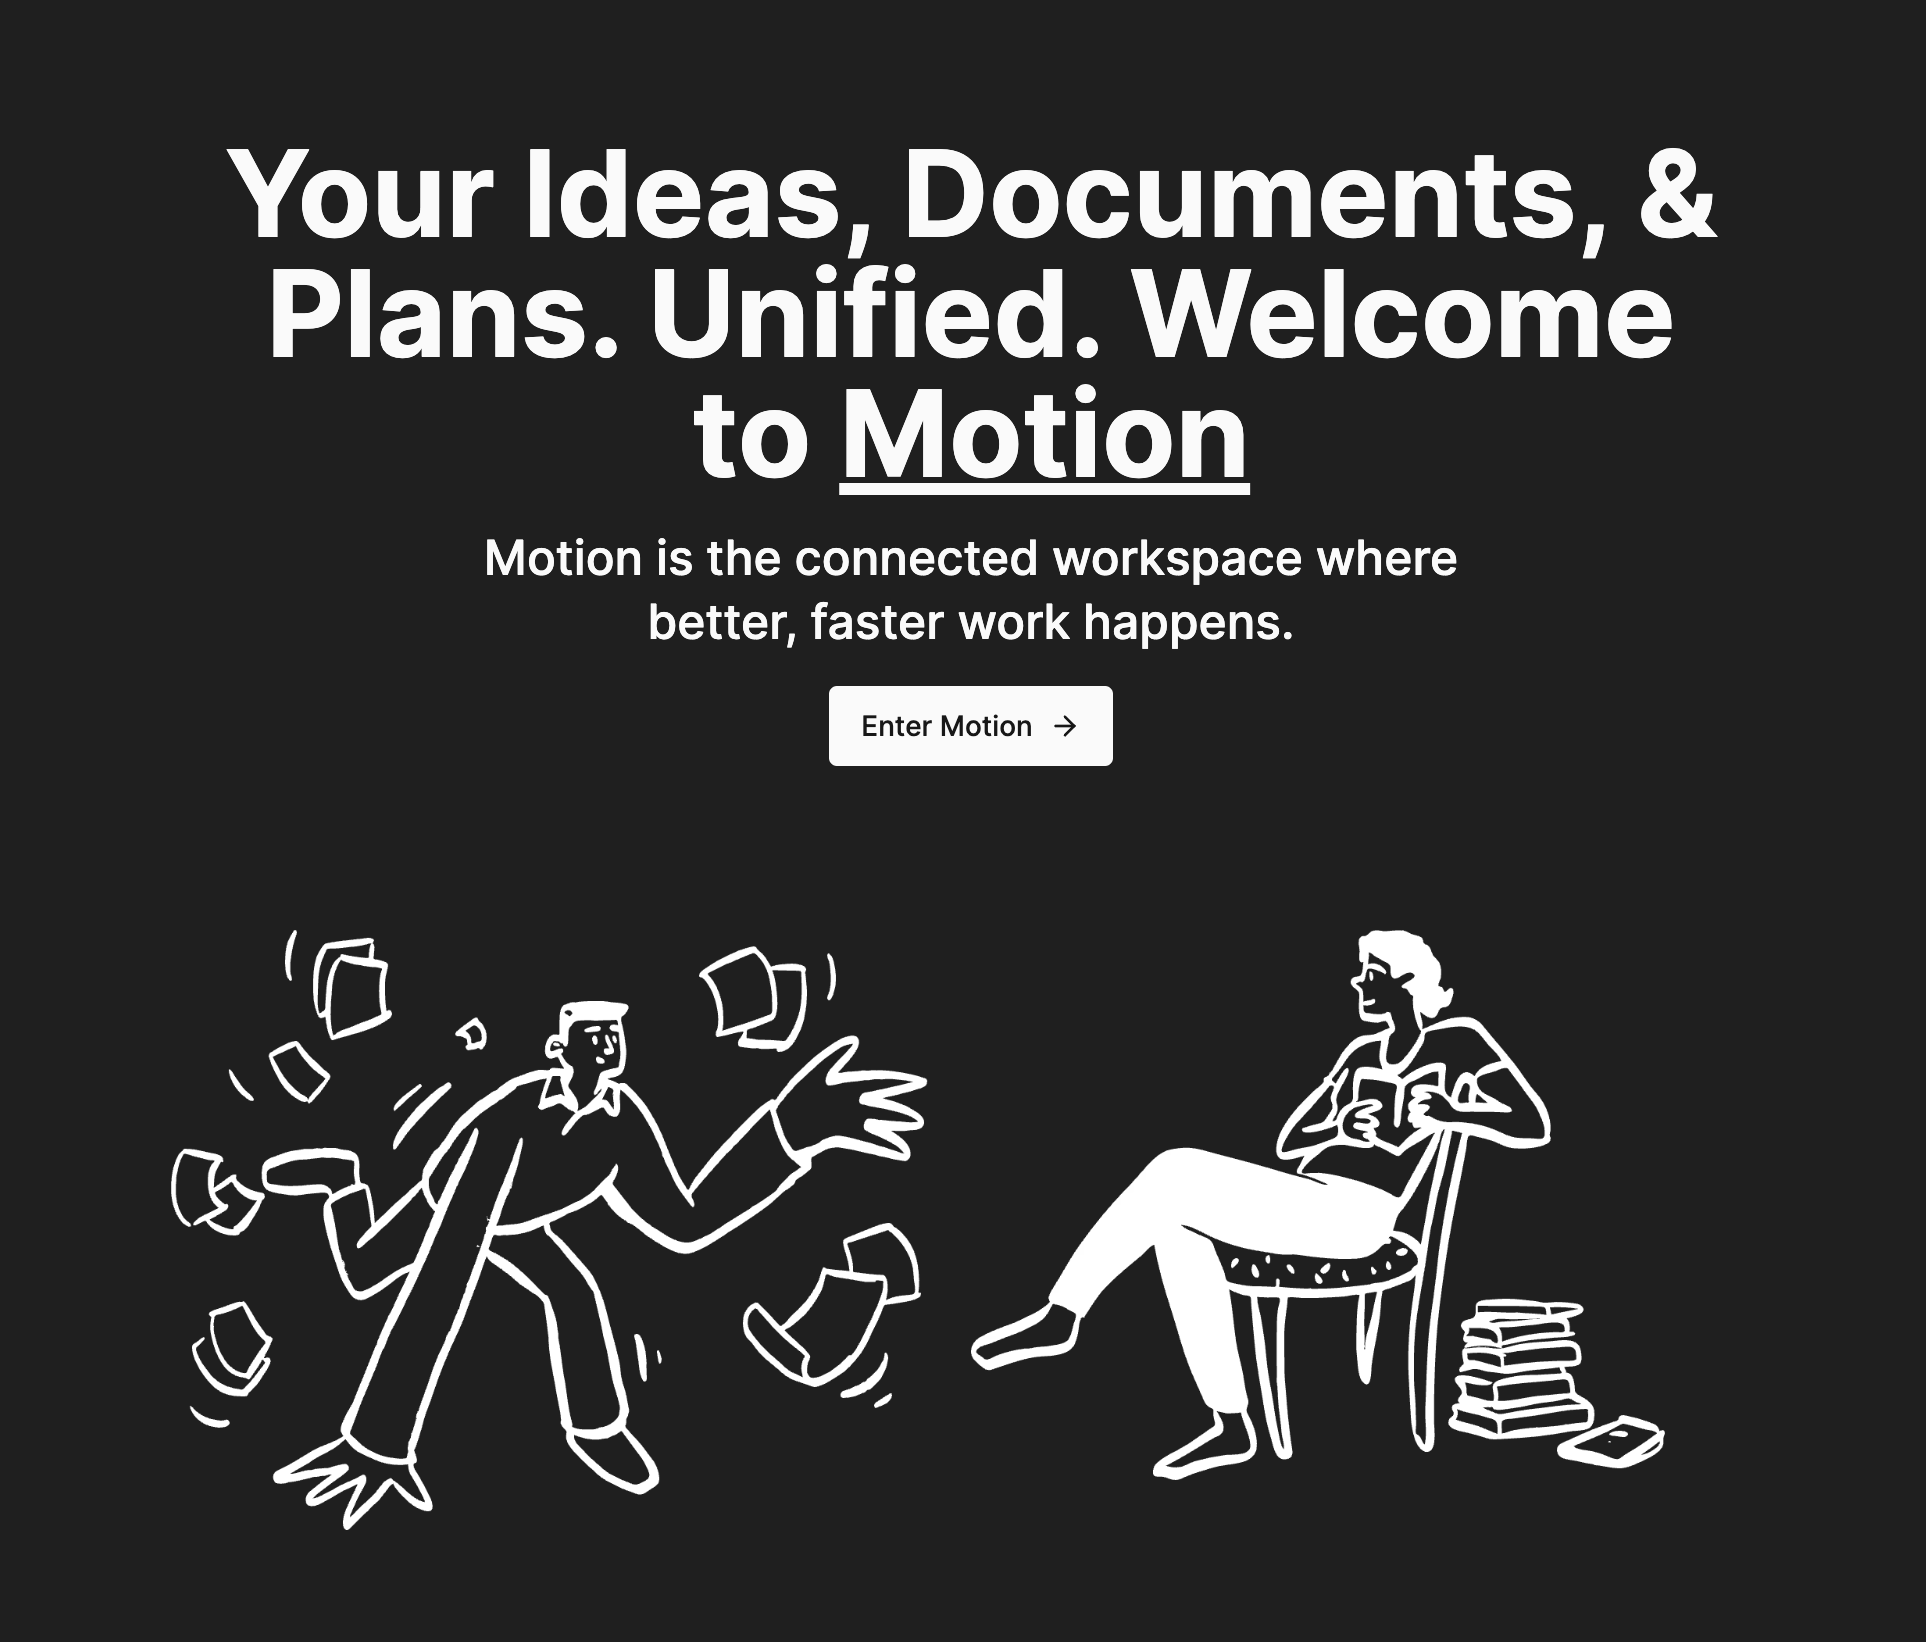 Your Ideas, Documents, &
Plans. Unified. Welcome
to Motion
Motion is the connected workspace where
better, faster work happens.
Enter Motion →